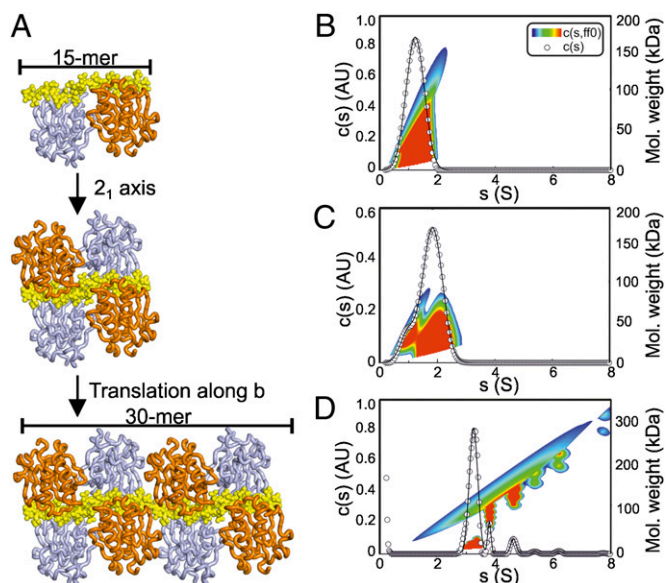 A
15-mer
2₁ axis
Translation along b
30-mer
B
c(s) (AU)
1.0
0.8
0.6
0.4
0.2
0
0 2 4 6 8
s (S)
200
150
100
50
0
Mol. weight (kDa)
c(s,ff0)
c(s)
C
c(s) (AU)
0.6
0.4
0.2
0
0 2 4 6 8
s (S)
200
150
100
50
0
Mol. weight (kDa)
D
c(s) (AU)
1.0
0.8
0.6
0.4
0.2
0
0 2 4 6 8
s (S)
300
200
100
0
Mol. weight (kDa)